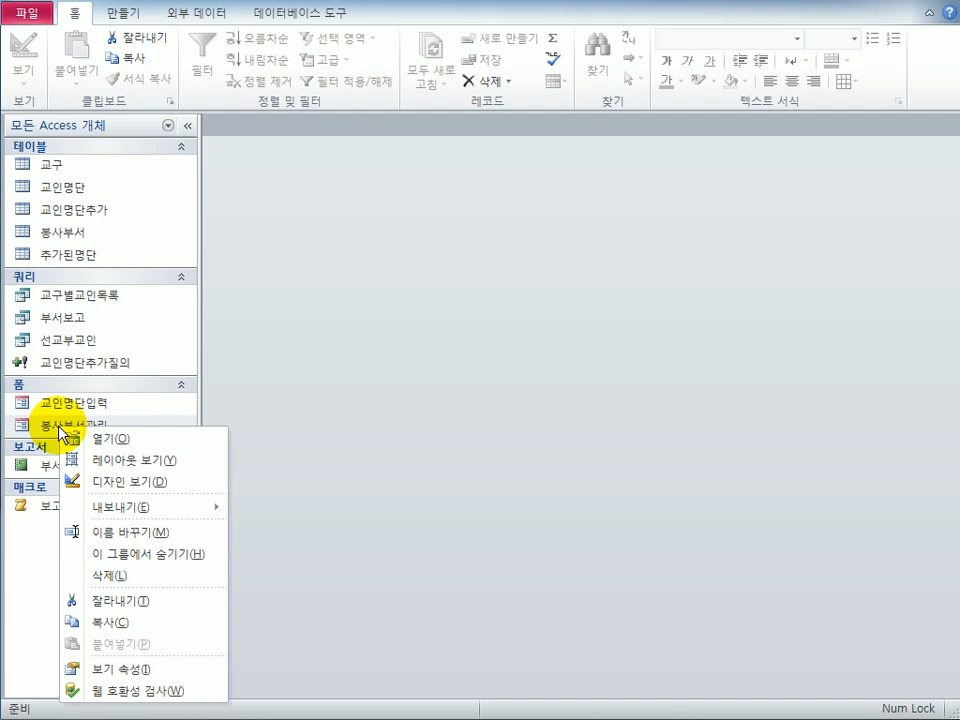 파일 홈 만들기 외부 데이터 데이터베이스 도구
잘라내기 오름차순 선택 영역 새로 만들기
보기 붙여넣기 복사 필터 내림차순 고급 모두 새로 고침 저장 찾기
서식 복사 정렬 제거 필터 적용/해제 삭제
가 가 가
가
보기 클립보드 정렬 및 필터 레코드 찾기 텍스트 서식
모든 Access 개체
테이블
교구
교인명단
교인명단추가
봉사부서
추가된명단
쿼리
교구별교인목록
부서보고
선교부교인
교인명단추가질의
폼
교인명단입력
봉사부서관리
보고서
부서
매크로
보고
열기(O)
레이아웃 보기(Y)
디자인 보기(D)
내보내기(E)
이름 바꾸기(M)
이 그룹에서 숨기기(H)
삭제(L)
잘라내기(T)
복사(C)
붙여넣기(P)
보기 속성(I)
웹 호환성 검사(W)
준비 Num Lock